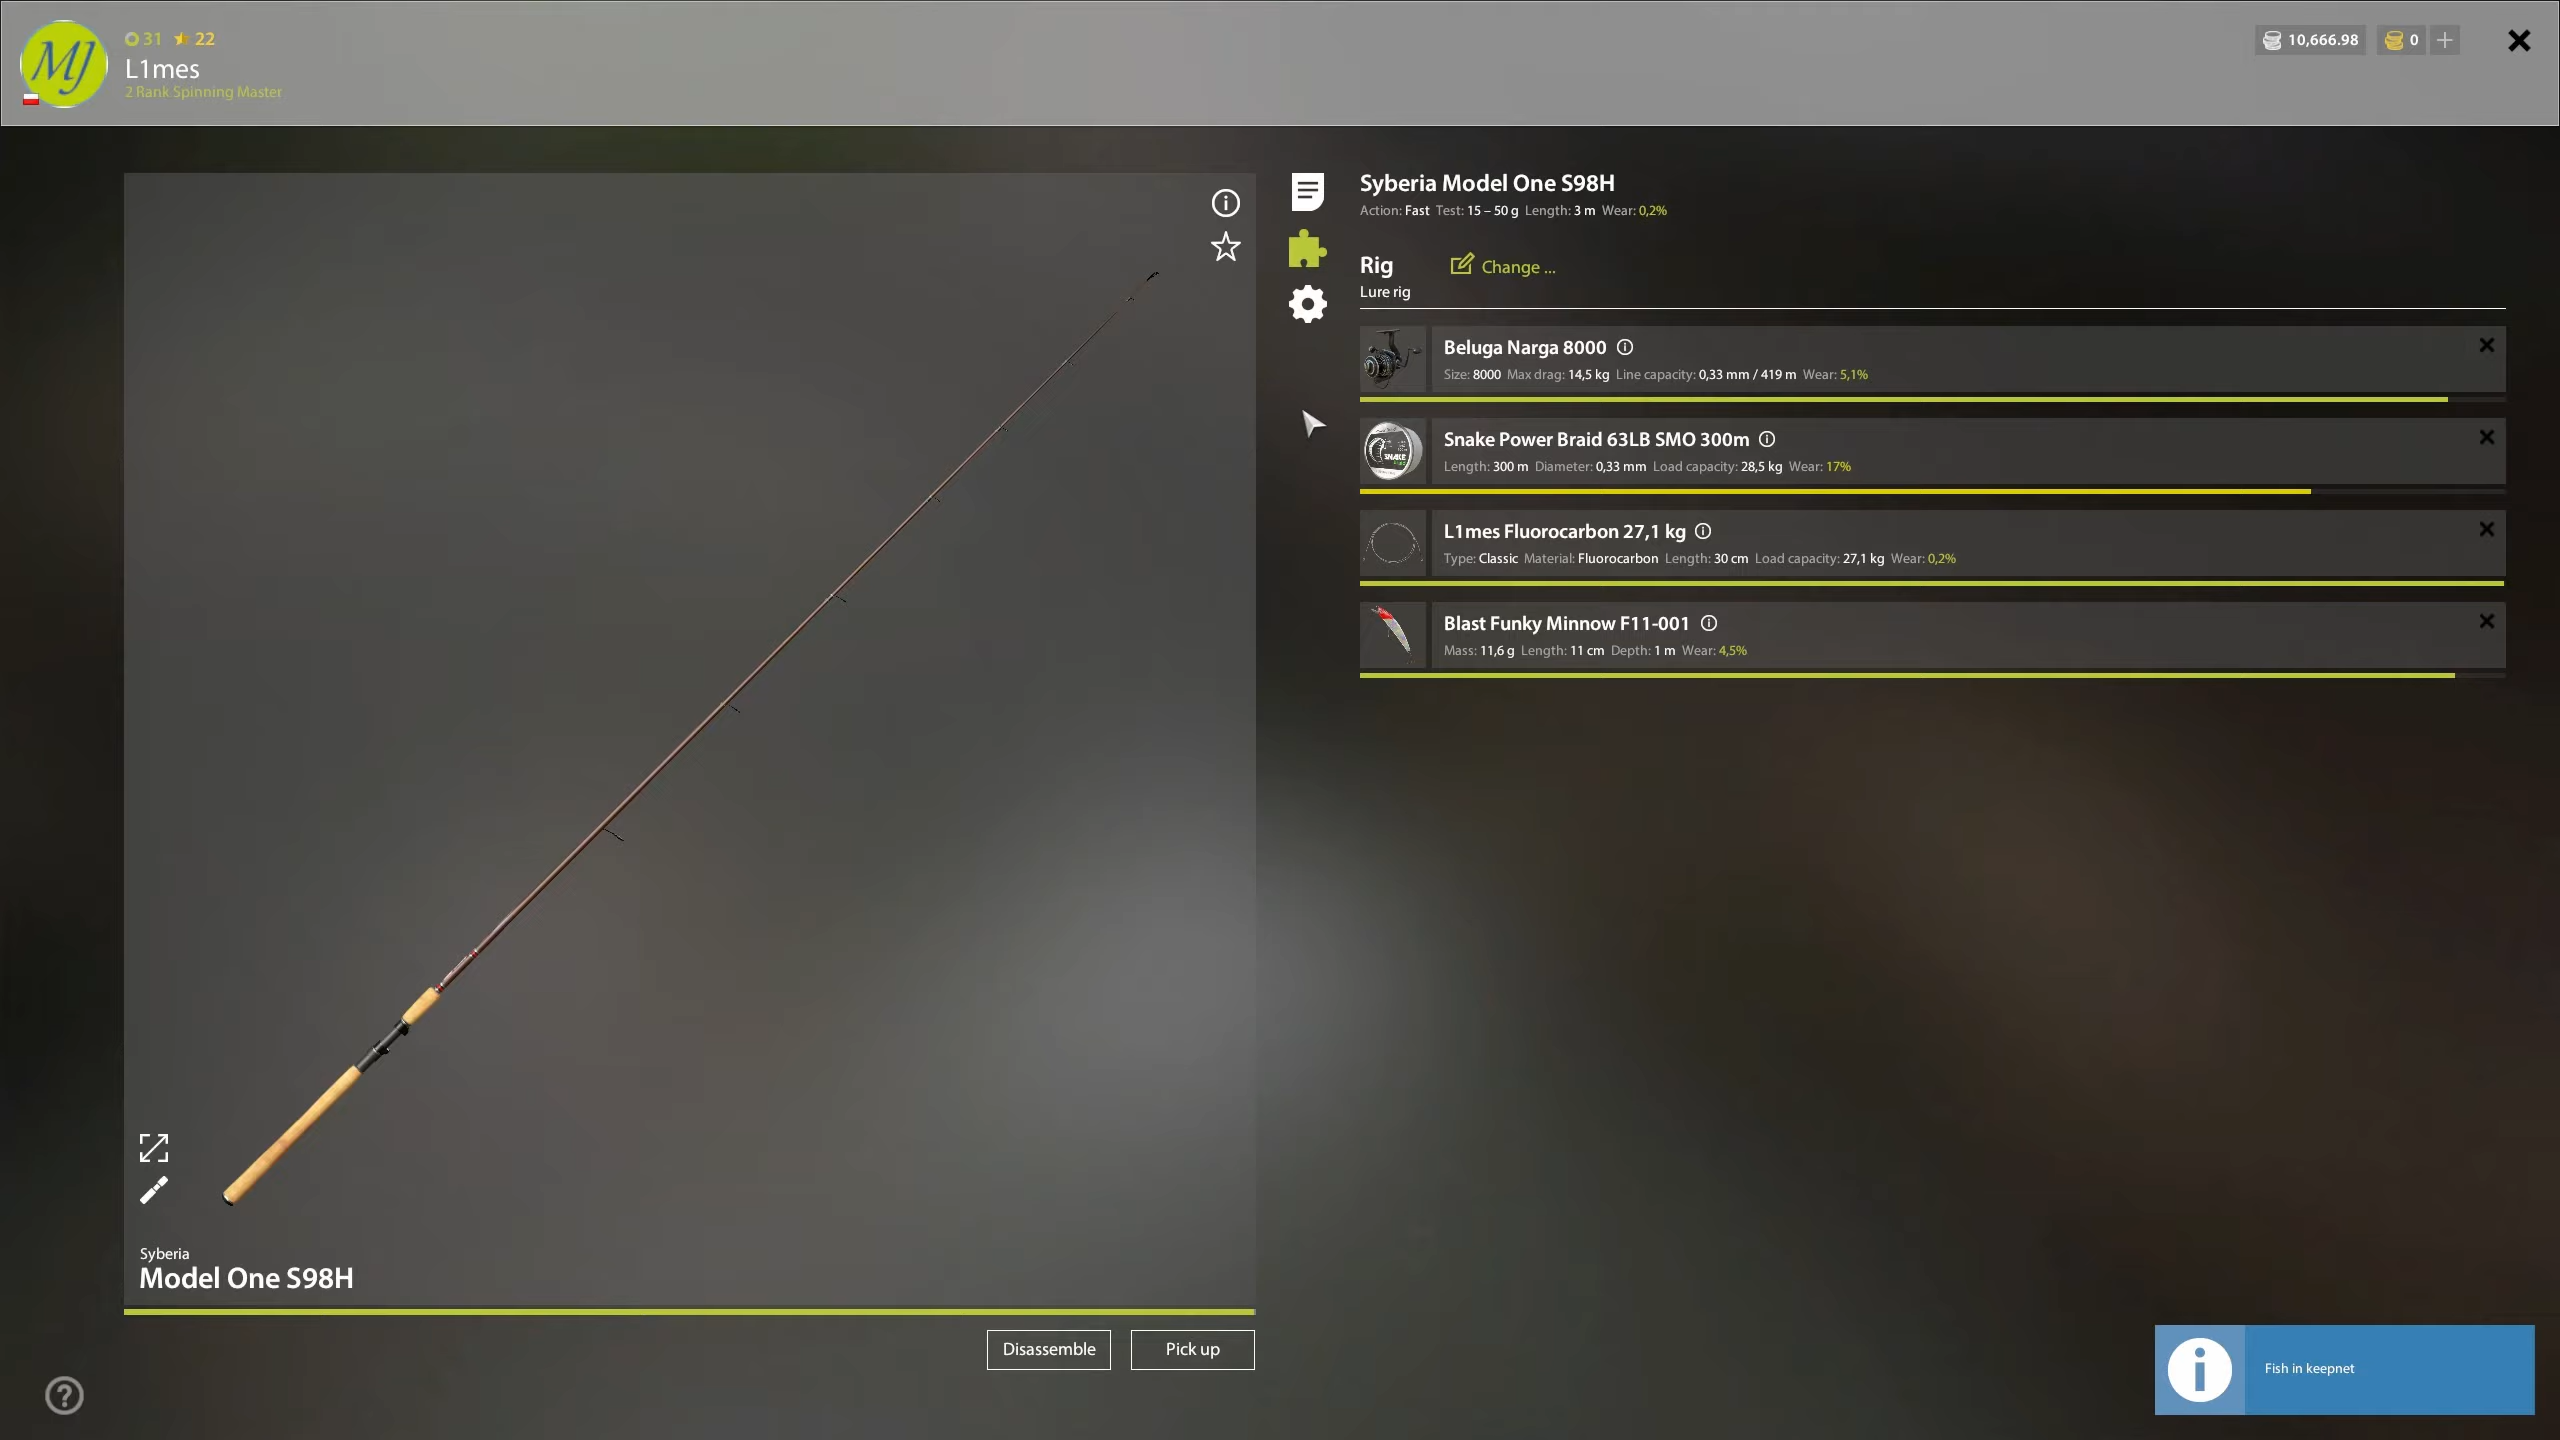 MJ
31 22
L1mes
2 Rank Spinning Master
10,666.98 0
Syberia Model One S98H
Action: Fast Test: 15 – 50 g Length: 3 m Wear: 0,2%
Rig Change ...
Lure rig
Beluga Narga 8000
Size: 8000 Max drag: 14,5 kg Line capacity: 0,33 mm / 419 m Wear: 5,1%
Snake Power Braid 63LB SMO 300m
Length: 300 m Diameter: 0,33 mm Load capacity: 28,5 kg Wear: 17%
L1mes Fluorocarbon 27,1 kg
Type: Classic Material: Fluorocarbon Length: 30 cm Load capacity: 27,1 kg Wear: 0,2%
Blast Funky Minnow F11-001
Mass: 11,6 g Length: 11 cm Depth: 1 m Wear: 4,5%
Syberia
Model One S98H
Disassemble Pick up
Fish in keepnet